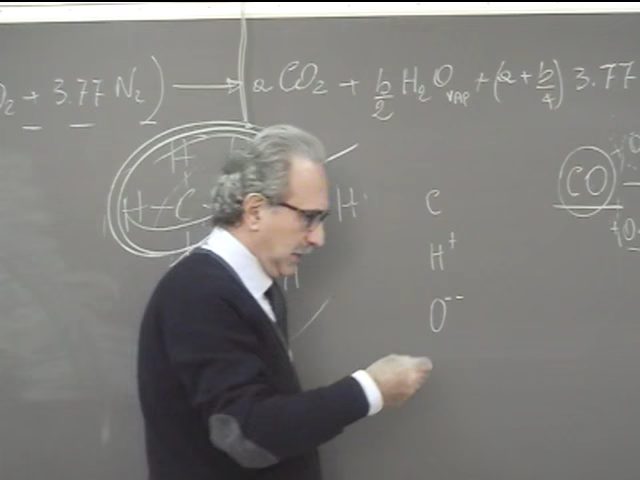 O₂ + 3.77 N₂) ⟶ a CO₂ + b/2 H₂O VAP + (a + b/4) 3.77
H
H - C H
CO
C
H
H⁺
O⁻⁻